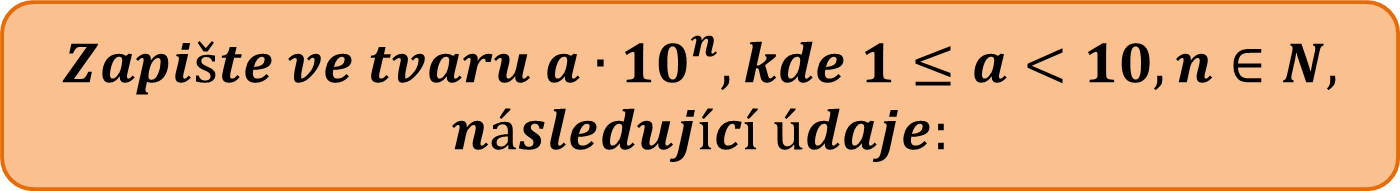 Zapište ve tvaru a · 10ⁿ, kde 1 ≤ a < 10, n ∈ N,
následující údaje: